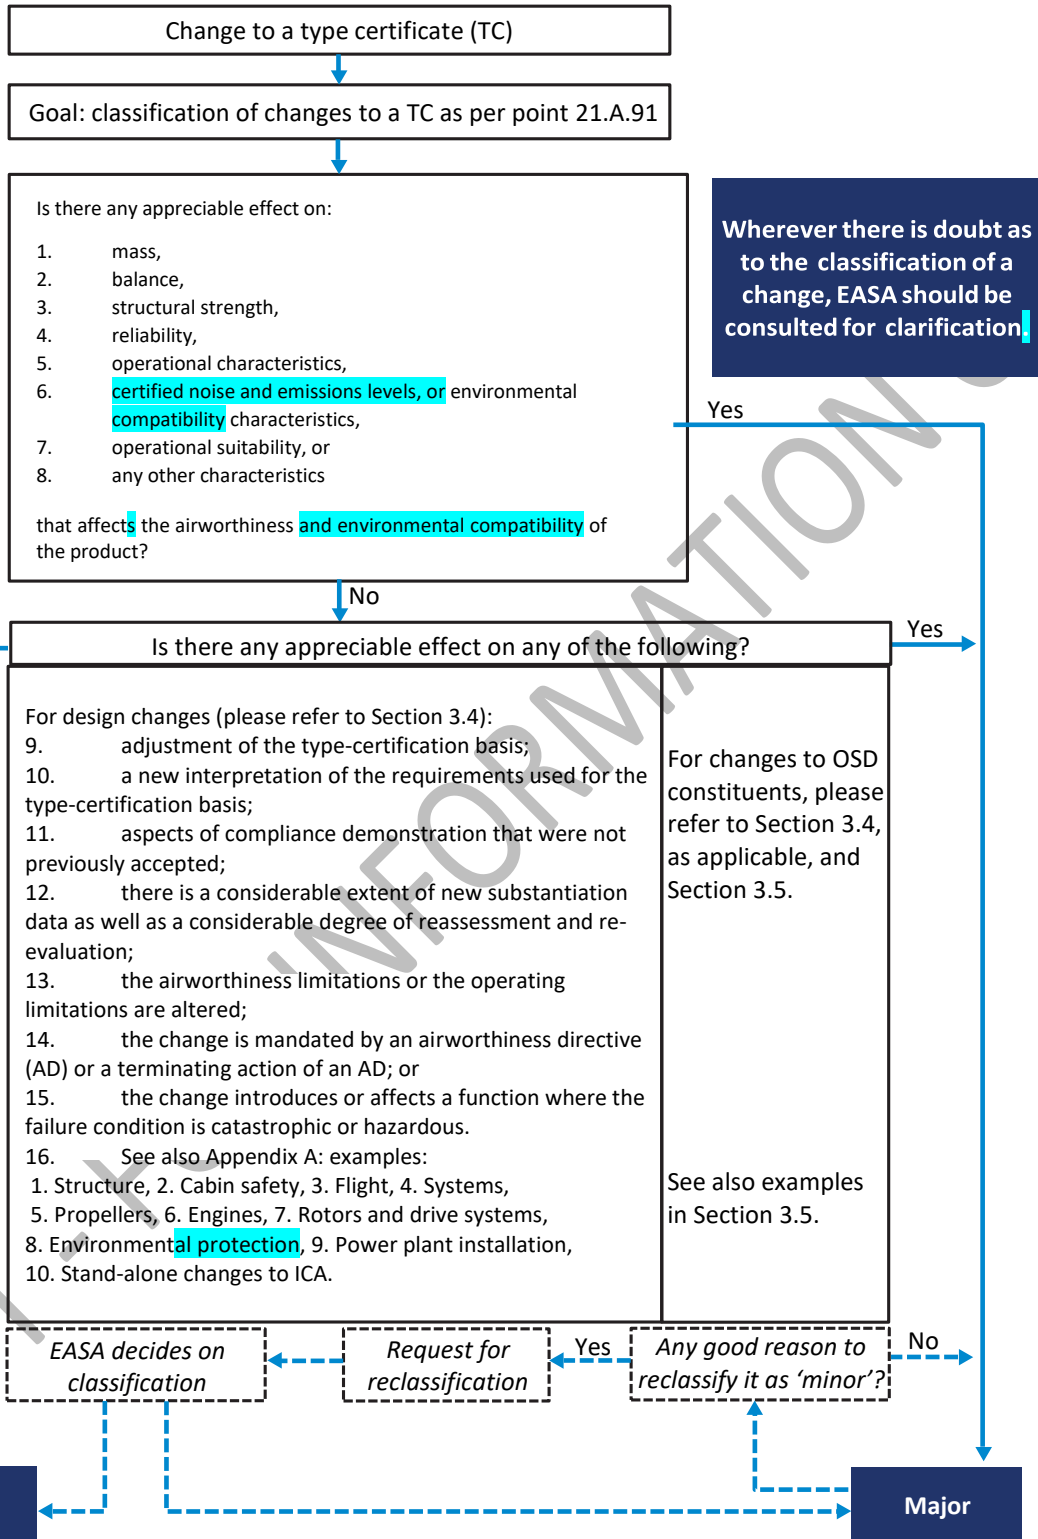 Change to a type certificate (TC)
Goal: classification of changes to a TC as per point 21.A.91
Is there any appreciable effect on:
1. mass,
2. balance,
3. structural strength,
4. reliability,
5. operational characteristics,
6. certified noise and emissions levels, or environmental
compatibility characteristics,
7. operational suitability, or
8. any other characteristics
that affects the airworthiness and environmental compatibility of
the product?
Wherever there is doubt as
to the classification of a
change, EASA should be
consulted for clarification.
Yes
No
Is there any appreciable effect on any of the following?
Yes
For design changes (please refer to Section 3.4):
9. adjustment of the type-certification basis;
10. a new interpretation of the requirements used for the
type-certification basis;
11. aspects of compliance demonstration that were not
previously accepted;
12. there is a considerable extent of new substantiation
data as well as a considerable degree of reassessment and re-
evaluation;
13. the airworthiness limitations or the operating
limitations are altered;
14. the change is mandated by an airworthiness directive
(AD) or a terminating action of an AD; or
15. the change introduces or affects a function where the
failure condition is catastrophic or hazardous.
16. See also Appendix A: examples:
1. Structure, 2. Cabin safety, 3. Flight, 4. Systems,
5. Propellers, 6. Engines, 7. Rotors and drive systems,
8. Environmental protection, 9. Power plant installation,
10. Stand-alone changes to ICA.
For changes to OSD
constituents, please
refer to Section 3.4,
as applicable, and
Section 3.5.
See also examples
in Section 3.5.
EASA decides on
classification
Request for
reclassification
Yes
Any good reason to
reclassify it as ‘minor’?
No
Major
INFORMATION